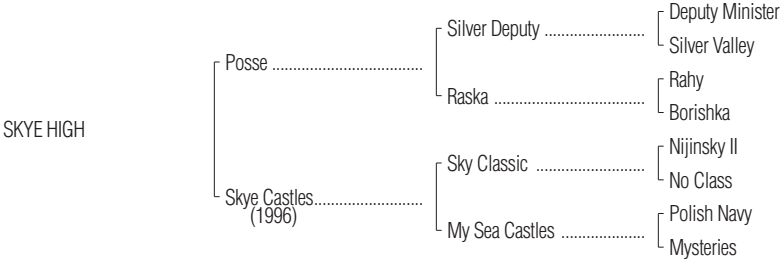 Deputy Minister
Silver Deputy ........................
Silver Valley
Posse ....................................
Rahy
Raska ....................................
Borishka
SKYE HIGH
Nijinsky II
Sky Classic ..........................
No Class
Skye Castles..........................
(1996)
Polish Navy
My Sea Castles ....................
Mysteries